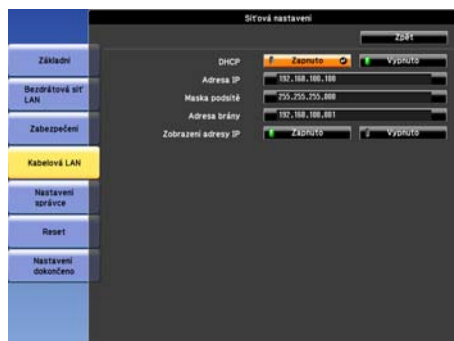 Síťová nastavení
Zpět
Základní
Bezdrátová síť
LAN
Zabezpečení
Kabelová LAN
Nastavení
správce
Reset
Nastavení
dokončeno
DHCP Zapnuto Vypnuto
Adresa IP 192.168.100.100
Maska podsítě 255.255.255.000
Adresa brány 192.168.100.001
Zobrazení adresy IP Zapnuto Vypnuto